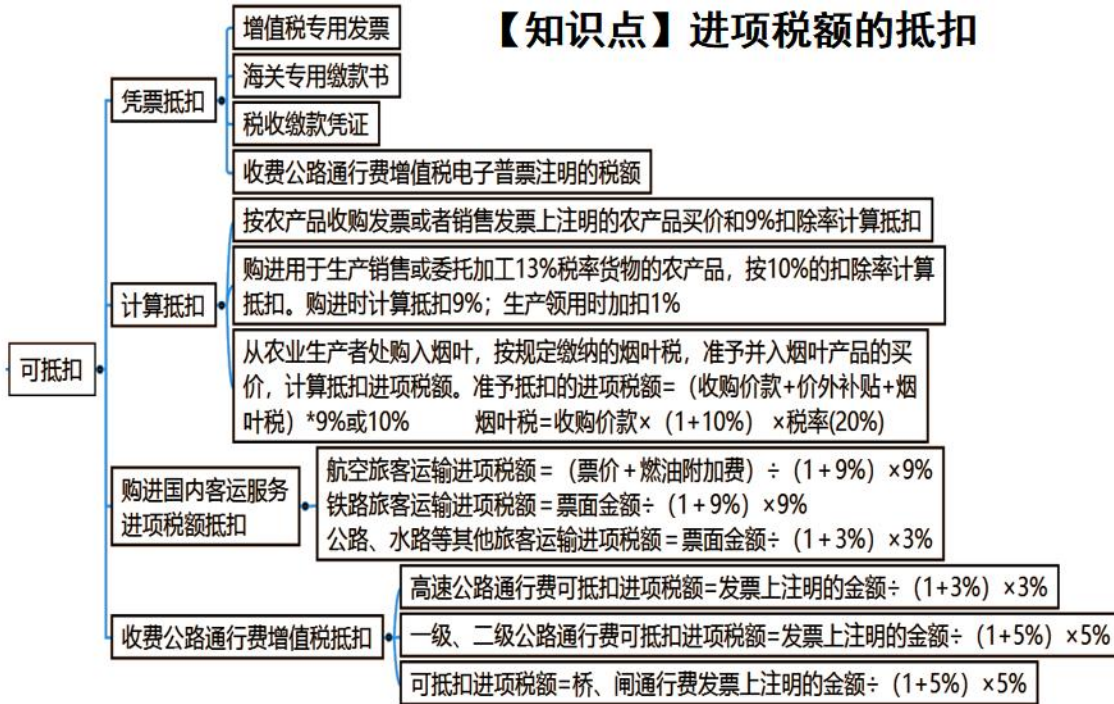 【知识点】进项税额的抵扣
可抵扣
凭票抵扣
增值税专用发票
海关专用缴款书
税收缴款凭证
收费公路通行费增值税电子普票注明的税额
计算抵扣
按农产品收购发票或者销售发票上注明的农产品买价和9%扣除率计算抵扣
购进用于生产销售或委托加工13%税率货物的农产品，按10%的扣除率计算
抵扣。购进时计算抵扣9%；生产领用时加扣1%
从农业生产者处购入烟叶，按规定缴纳的烟叶税，准予并入烟叶产品的买
价，计算抵扣进项税额。准予抵扣的进项税额=（收购价款+价外补贴+烟
叶税）*9%或10% 烟叶税=收购价款×（1+10%）×税率(20%)
购进国内客运服务
进项税额抵扣
航空旅客运输进项税额=（票价+燃油附加费）÷（1+9%）×9%
铁路旅客运输进项税额=票面金额÷（1+9%）×9%
公路、水路等其他旅客运输进项税额=票面金额÷（1+3%）×3%
收费公路通行费增值税抵扣
高速公路通行费可抵扣进项税额=发票上注明的金额÷（1+3%）×3%
一级、二级公路通行费可抵扣进项税额=发票上注明的金额÷（1+5%）×5%
可抵扣进项税额=桥、闸通行费发票上注明的金额÷（1+5%）×5%